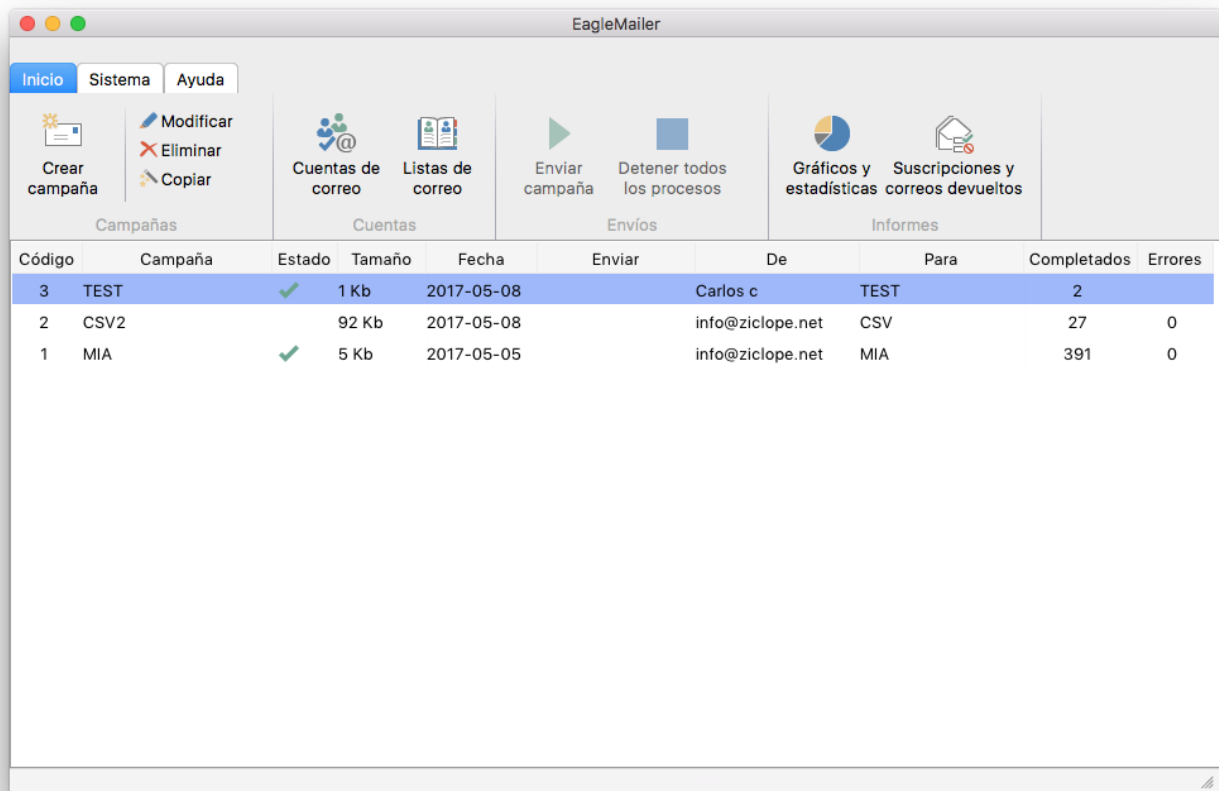 EagleMailer
Inicio Sistema Ayuda
Crear campaña
Modificar
Eliminar
Copiar
Campañas
Cuentas de correo
Listas de correo
Cuentas
Enviar campaña
Detener todos los procesos
Envíos
Gráficos y estadísticas
Suscripciones y correos devueltos
Informes
Código Campaña Estado Tamaño Fecha Enviar De Para Completados Errores
3 TEST 1 Kb 2017-05-08 Carlos c TEST 2
2 CSV2 92 Kb 2017-05-08 info@ziclope.net CSV 27 0
1 MIA 5 Kb 2017-05-05 info@ziclope.net MIA 391 0